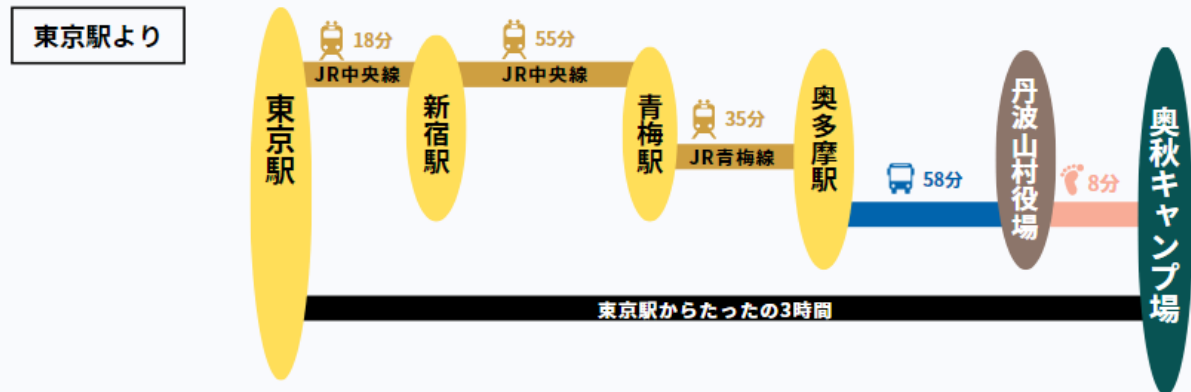 東京駅より
東京駅
18分
JR中央線
新宿駅
55分
JR中央線
青梅駅
35分
JR青梅線
奥多摩駅
58分
丹波山村役場
8分
奥秋キャンプ場
東京駅からたったの3時間